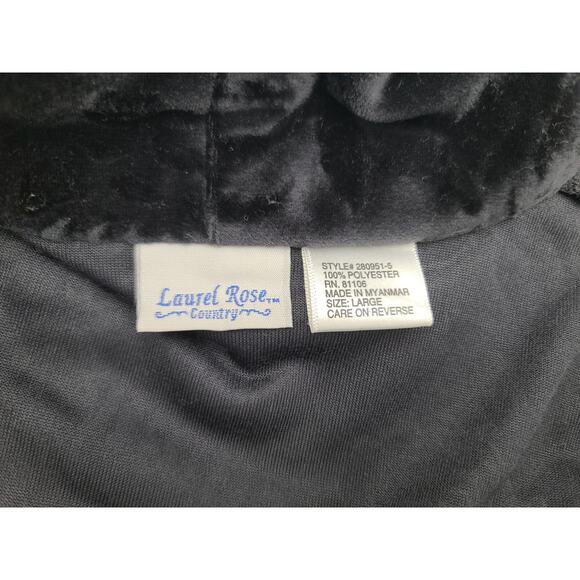 Laurel Rose™
Country
STYLE# 280951-5
100% POLYESTER
RN. 81106
MADE IN MYANMAR
SIZE: LARGE
CARE ON REVERSE